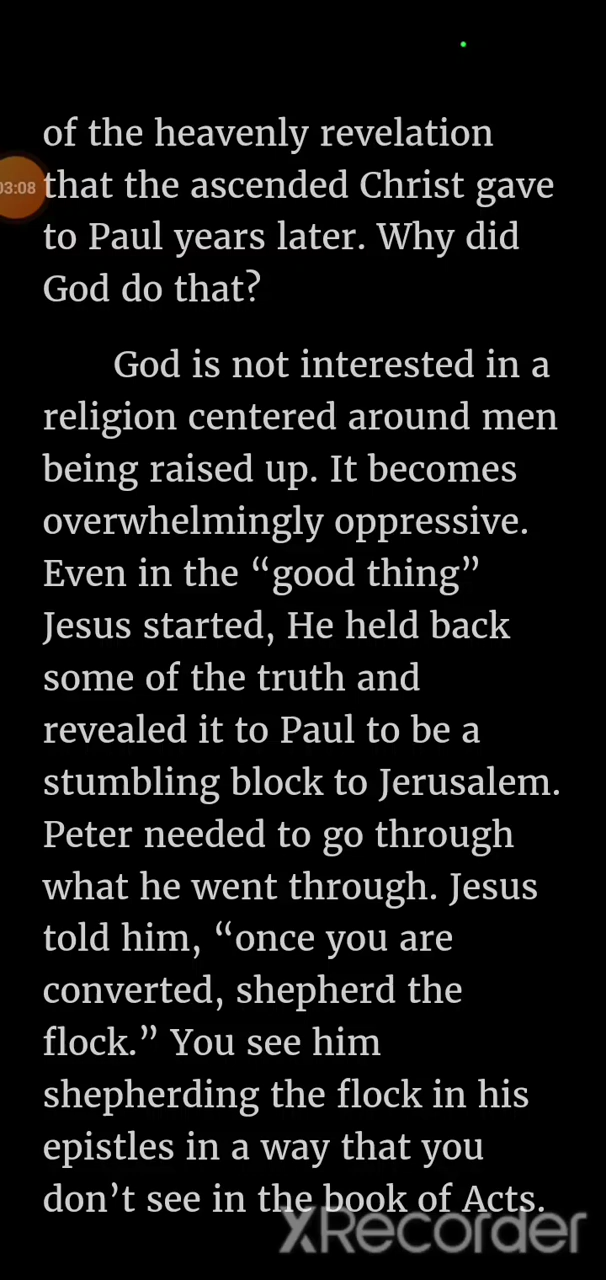 of the heavenly revelation
03:08
that the ascended Christ gave
to Paul years later. Why did
God do that?
God is not interested in a
religion centered around men
being raised up. It becomes
overwhelmingly oppressive.
Even in the “good thing”
Jesus started, He held back
some of the truth and
revealed it to Paul to be a
stumbling block to Jerusalem.
Peter needed to go through
what he went through. Jesus
told him, “once you are
converted, shepherd the
flock.” You see him
shepherding the flock in his
epistles in a way that you
don’t see in the book of Acts.
XRecorder